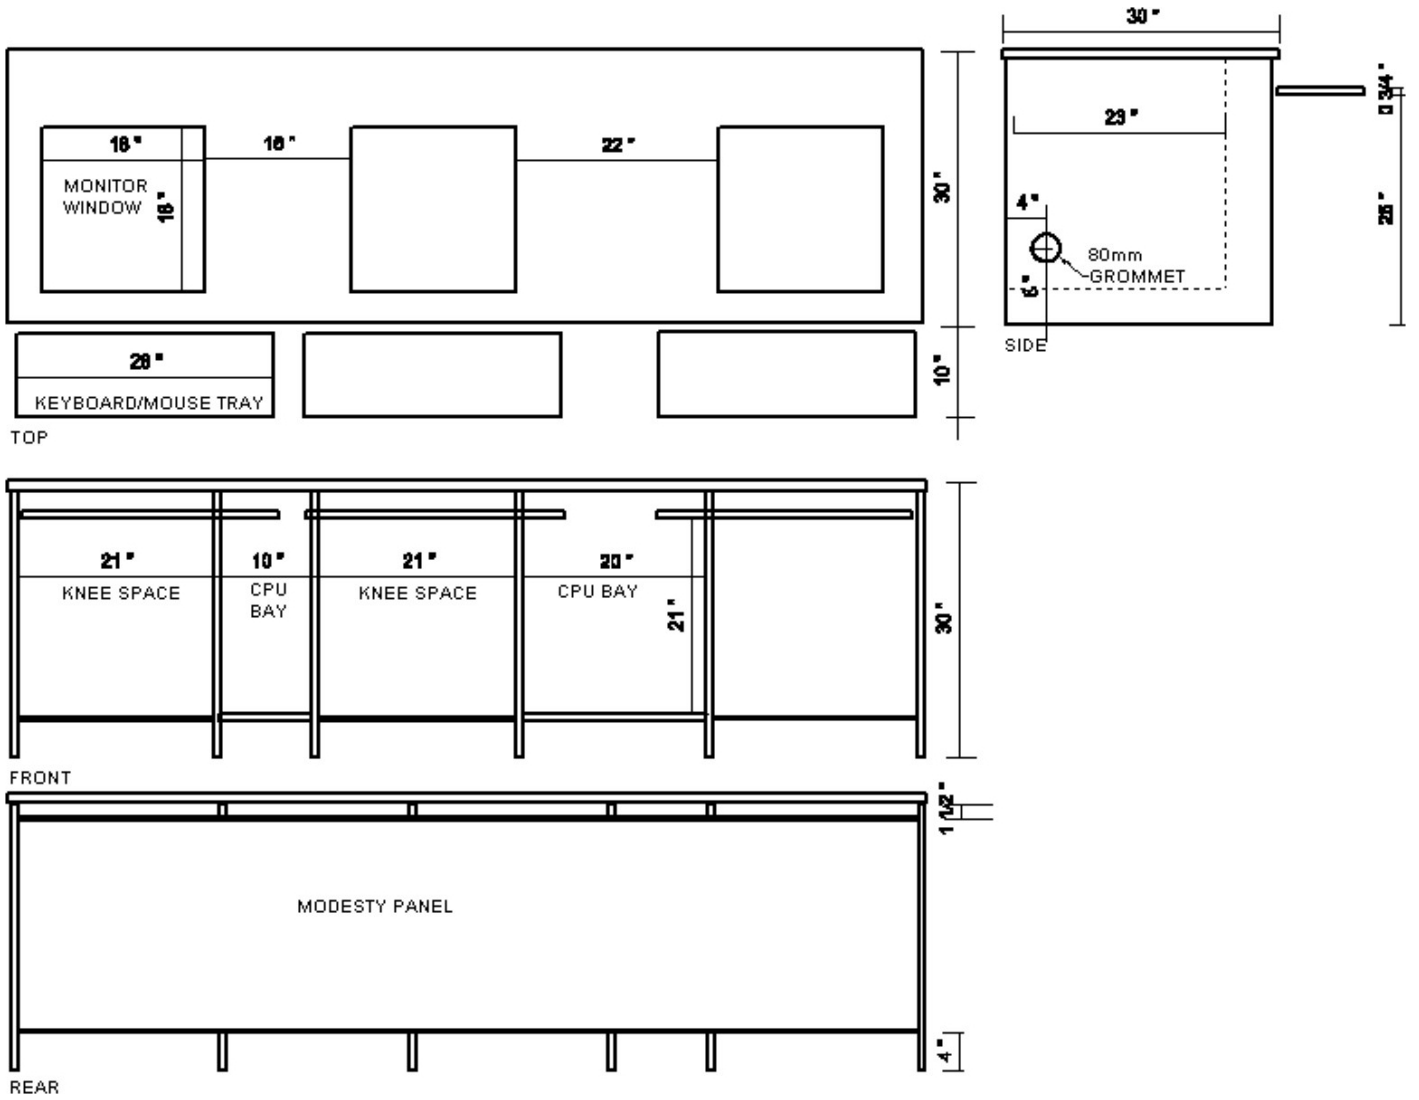 30 "
18 "
16 "
22 "
MONITOR
WINDOW
18 "
30 "
0 3/4 "
23 "
25 "
4 "
80mm
GROMMET
SIDE
28 "
KEYBOARD/MOUSE TRAY
10 "
TOP
21 "
KNEE SPACE
10 "
CPU
BAY
21 "
KNEE SPACE
20 "
CPU BAY
21 "
30 "
FRONT
1 1/2 "
MODESTY PANEL
4 "
REAR